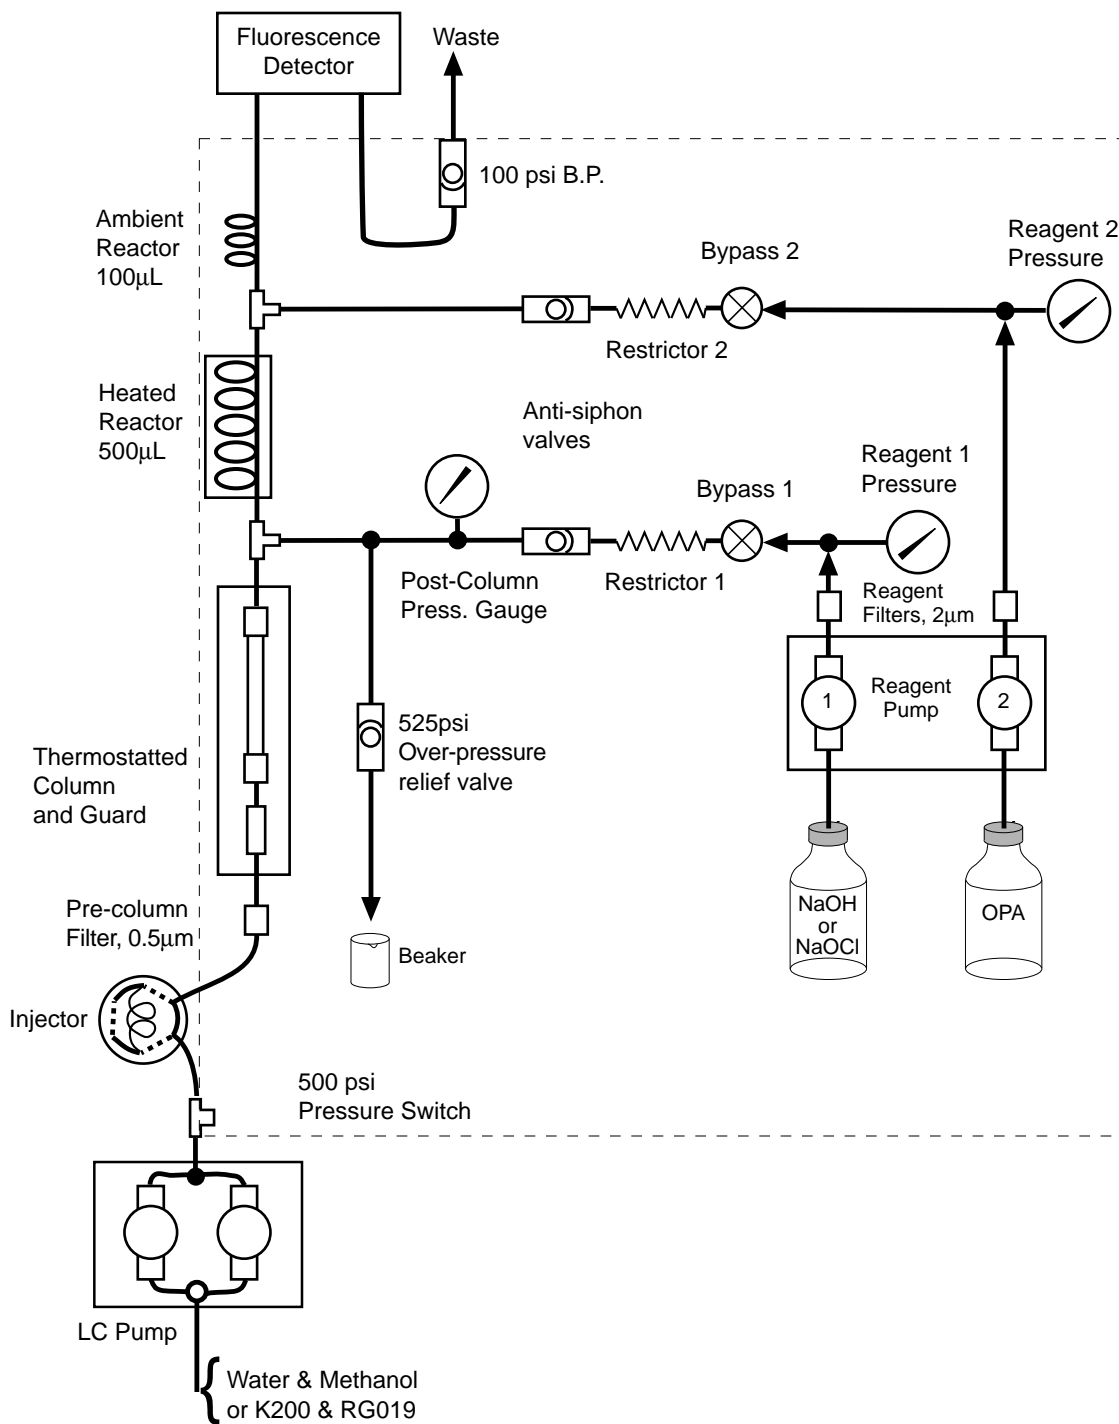 Fluorescence
Detector
Waste
100 psi B.P.
Ambient
Reactor
100μL
Bypass 2
Reagent 2
Pressure
Restrictor 2
Heated
Reactor
500μL
Anti-siphon
valves
Bypass 1
Reagent 1
Pressure
Post-Column
Press. Gauge
Restrictor 1
Reagent
Filters, 2μm
1
Reagent
Pump
2
525psi
Over-pressure
relief valve
Thermostatted
Column
and Guard
NaOH
or
NaOCl
OPA
Pre-column
Filter, 0.5μm
Beaker
Injector
500 psi
Pressure Switch
LC Pump
Water & Methanol
or K200 & RG019